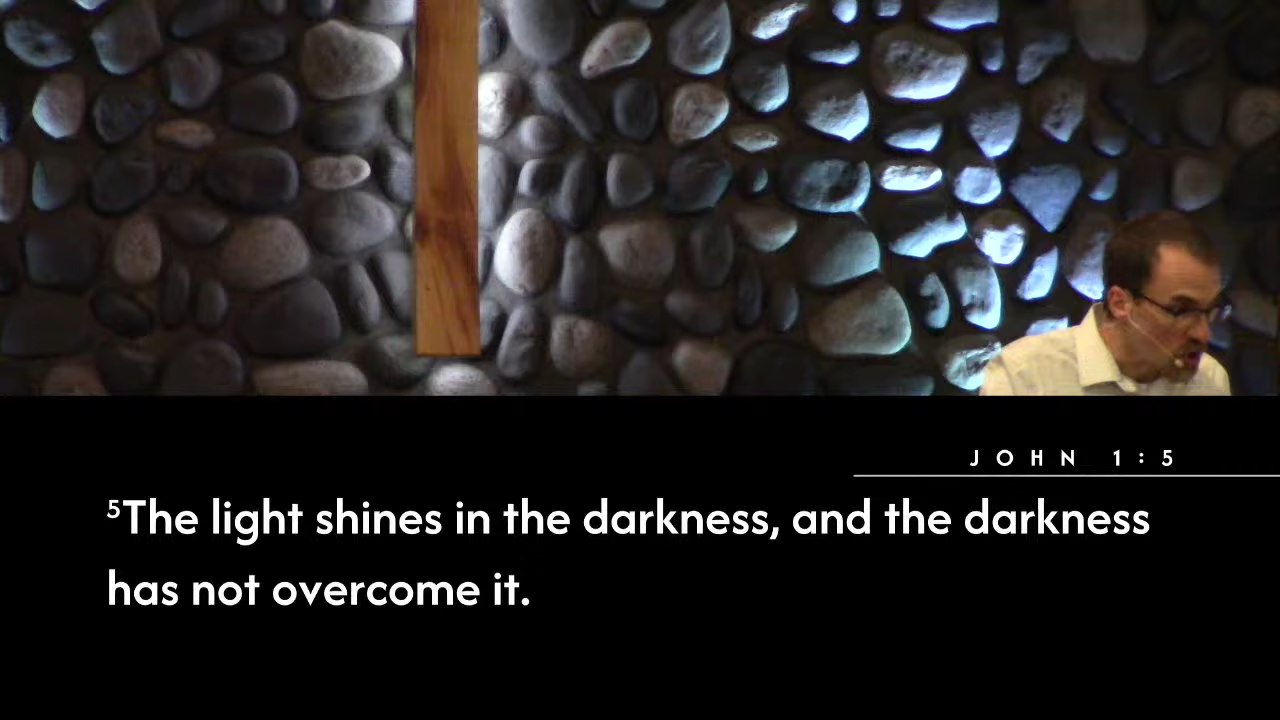 JOHN 1:5
⁵The light shines in the darkness, and the darkness
has not overcome it.